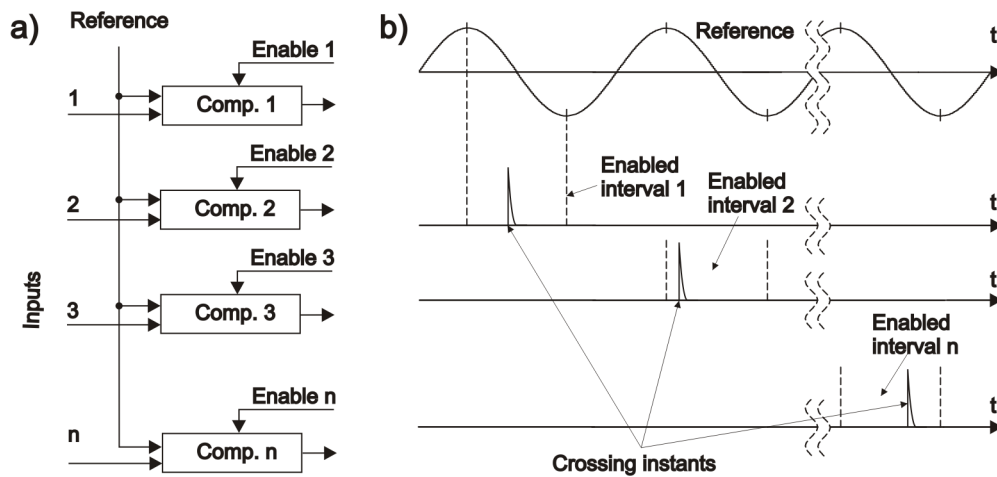 a)
Reference
Enable 1
1
Comp. 1
Enable 2
2
Comp. 2
Enable 3
Inputs
3
Comp. 3
Enable n
n
Comp. n
b)
Reference
t
Enabled
interval 1
Enabled
interval 2
t
t
Enabled
interval n
t
Crossing instants